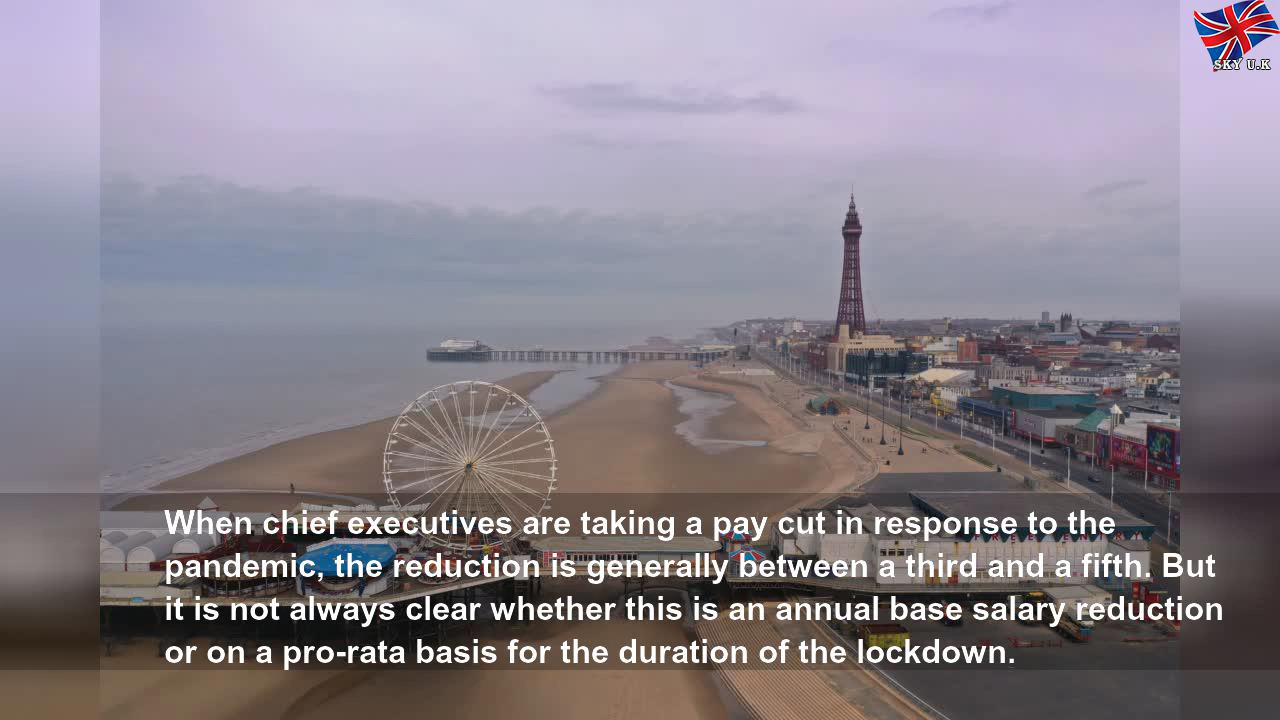 SKY U.K
When chief executives are taking a pay cut in response to the
pandemic, the reduction is generally between a third and a fifth. But
it is not always clear whether this is an annual base salary reduction
or on a pro-rata basis for the duration of the lockdown.
FREE ENTRY